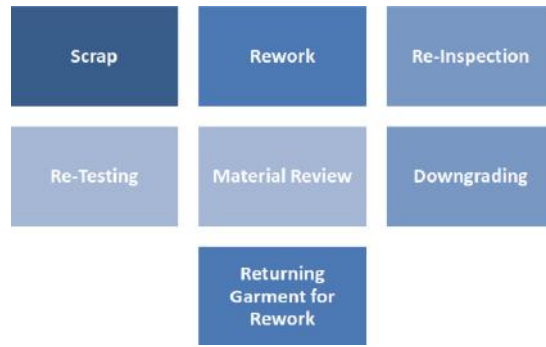 Scrap
Rework
Re-Inspection
Re-Testing
Material Review
Downgrading
Returning
Garment for
Rework